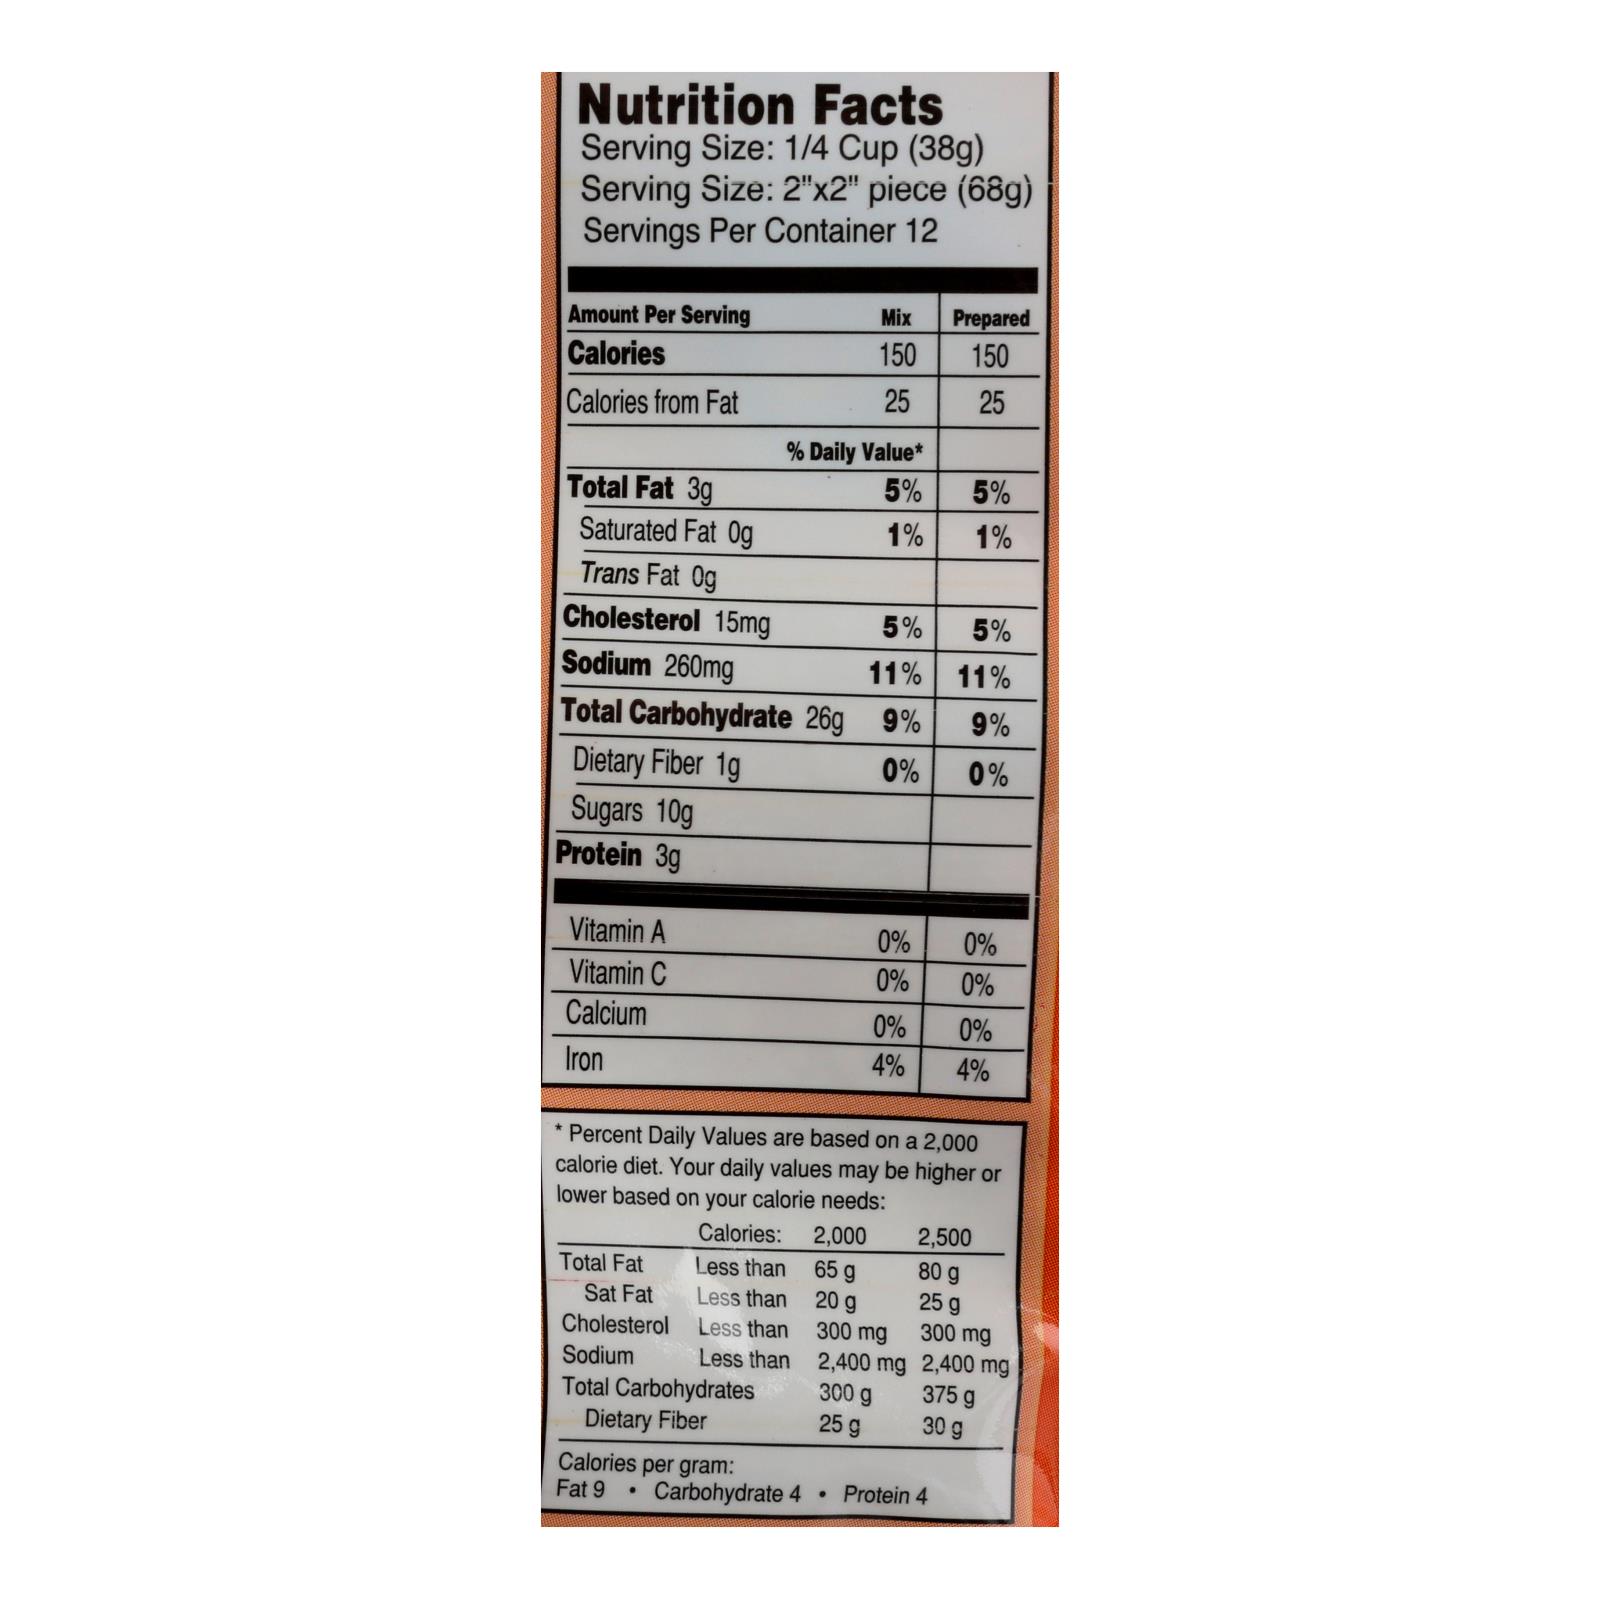 Nutrition Facts
Serving Size: 1/4 Cup (38g)
Serving Size: 2"x2" piece (68g)
Servings Per Container 12
Amount Per Serving Mix Prepared
Calories 150 150
Calories from Fat 25 25
% Daily Value*
Total Fat 3g 5% 5%
Saturated Fat 0g 1% 1%
Trans Fat 0g
Cholesterol 15mg 5% 5%
Sodium 260mg 11% 11%
Total Carbohydrate 26g 9% 9%
Dietary Fiber 1g 0% 0%
Sugars 10g
Protein 3g
Vitamin A 0% 0%
Vitamin C 0% 0%
Calcium 0% 0%
Iron 4% 4%
* Percent Daily Values are based on a 2,000
calorie diet. Your daily values may be higher or
lower based on your calorie needs:
Calories: 2,000 2,500
Total Fat Less than 65 g 80 g
Sat Fat Less than 20 g 25 g
Cholesterol Less than 300 mg 300 mg
Sodium Less than 2,400 mg 2,400 mg
Total Carbohydrates 300 g 375 g
Dietary Fiber 25 g 30 g
Calories per gram:
Fat 9 • Carbohydrate 4 • Protein 4